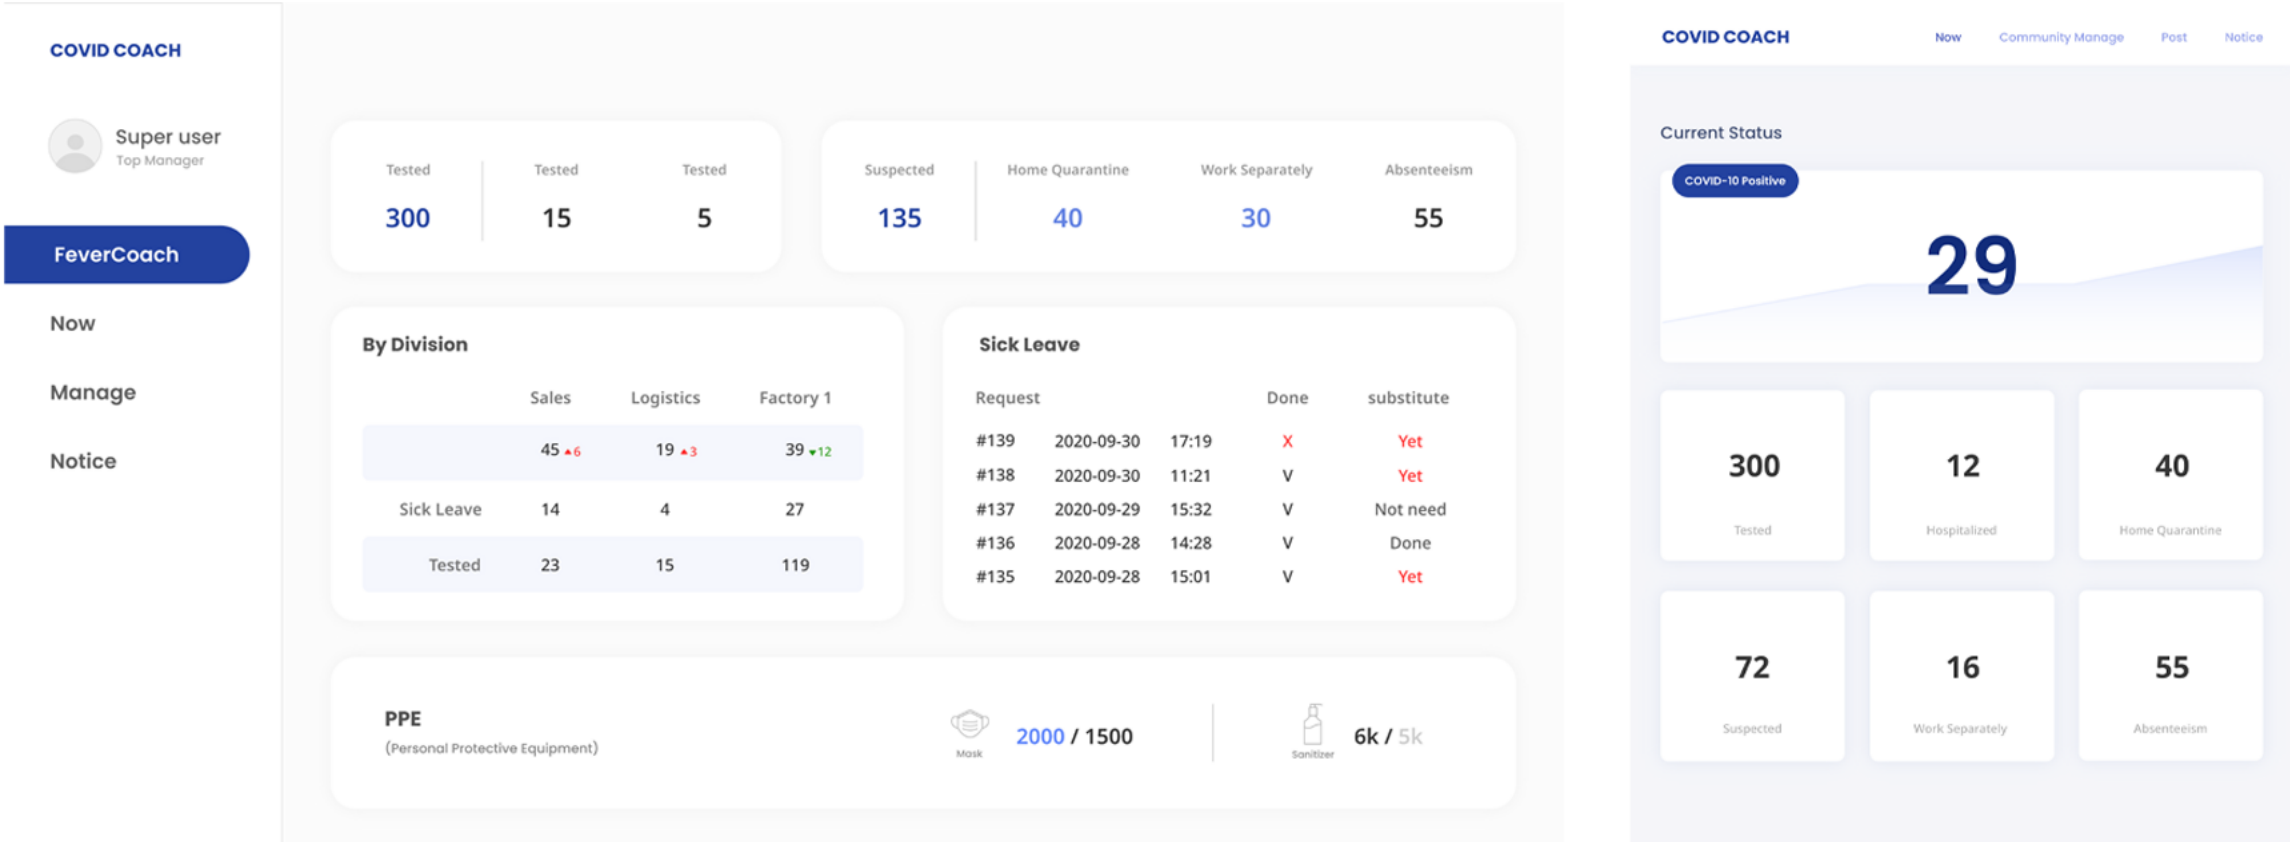 COVID COACH
Super user
Top Manager
FeverCoach
Now
Manage
Notice
Tested Tested Tested
300 15 5
Suspected Home Quarantine Work Separately Absenteeism
135 40 30 55
By Division
Sales Logistics Factory 1
45 ▲6 19 ▲3 39 ▼12
Sick Leave 14 4 27
Tested 23 15 119
Sick Leave
Request Done substitute
#139 2020-09-30 17:19 X Yet
#138 2020-09-30 11:21 V Yet
#137 2020-09-29 15:32 V Not need
#136 2020-09-28 14:28 V Done
#135 2020-09-28 15:01 V Yet
PPE
(Personal Protective Equipment)
Mask
2000 / 1500
Sanitizer
6k / 5k
COVID COACH Now Community Manage Post Notice
Current Status
COVID-10 Positive
29
300 12 40
Tested Hospitalized Home Quarantine
72 16 55
Suspected Work Separately Absenteeism